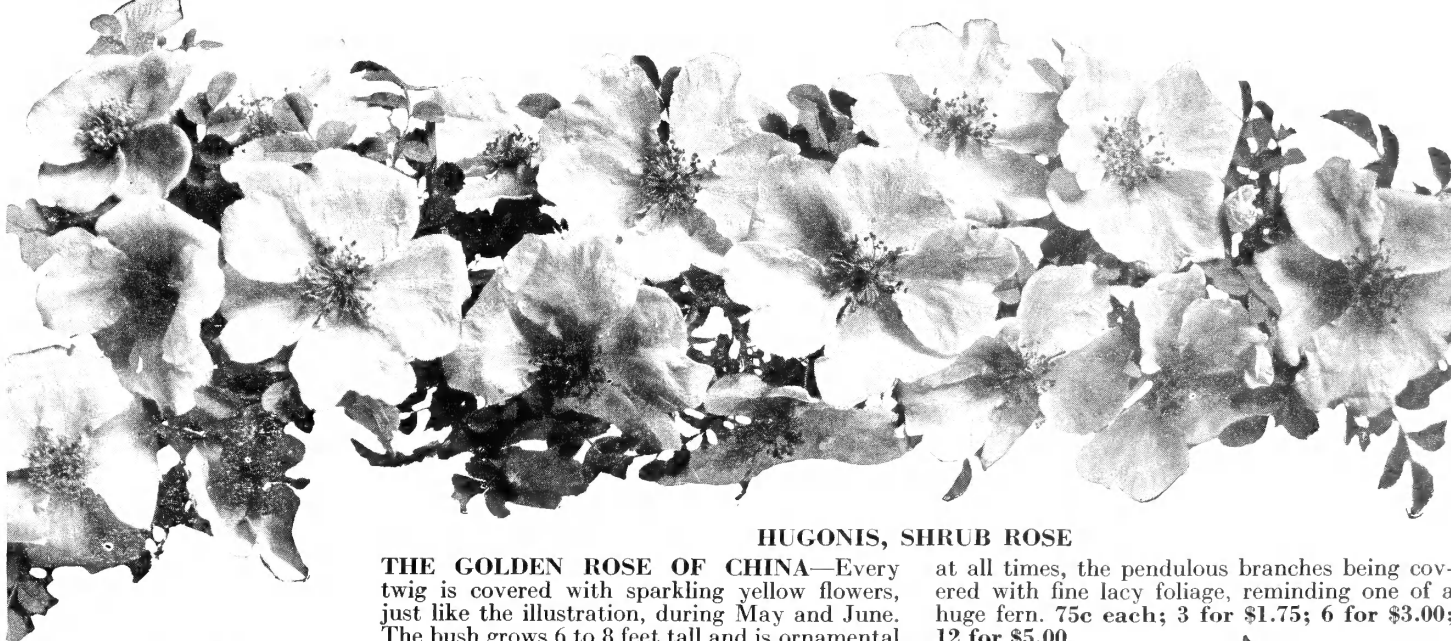 HUGONIS, SHRUB ROSE
THE GOLDEN ROSE OF CHINA—Every
twig is covered with sparkling yellow flowers,
just like the illustration, during May and June.
The bush grows 6 to 8 feet tall and is ornamental
at all times, the pendulous branches being cov-
ered with fine lacy foliage, reminding one of a
huge fern. 75c each; 3 for $1.75; 6 for $3.00;
12 for $5.00